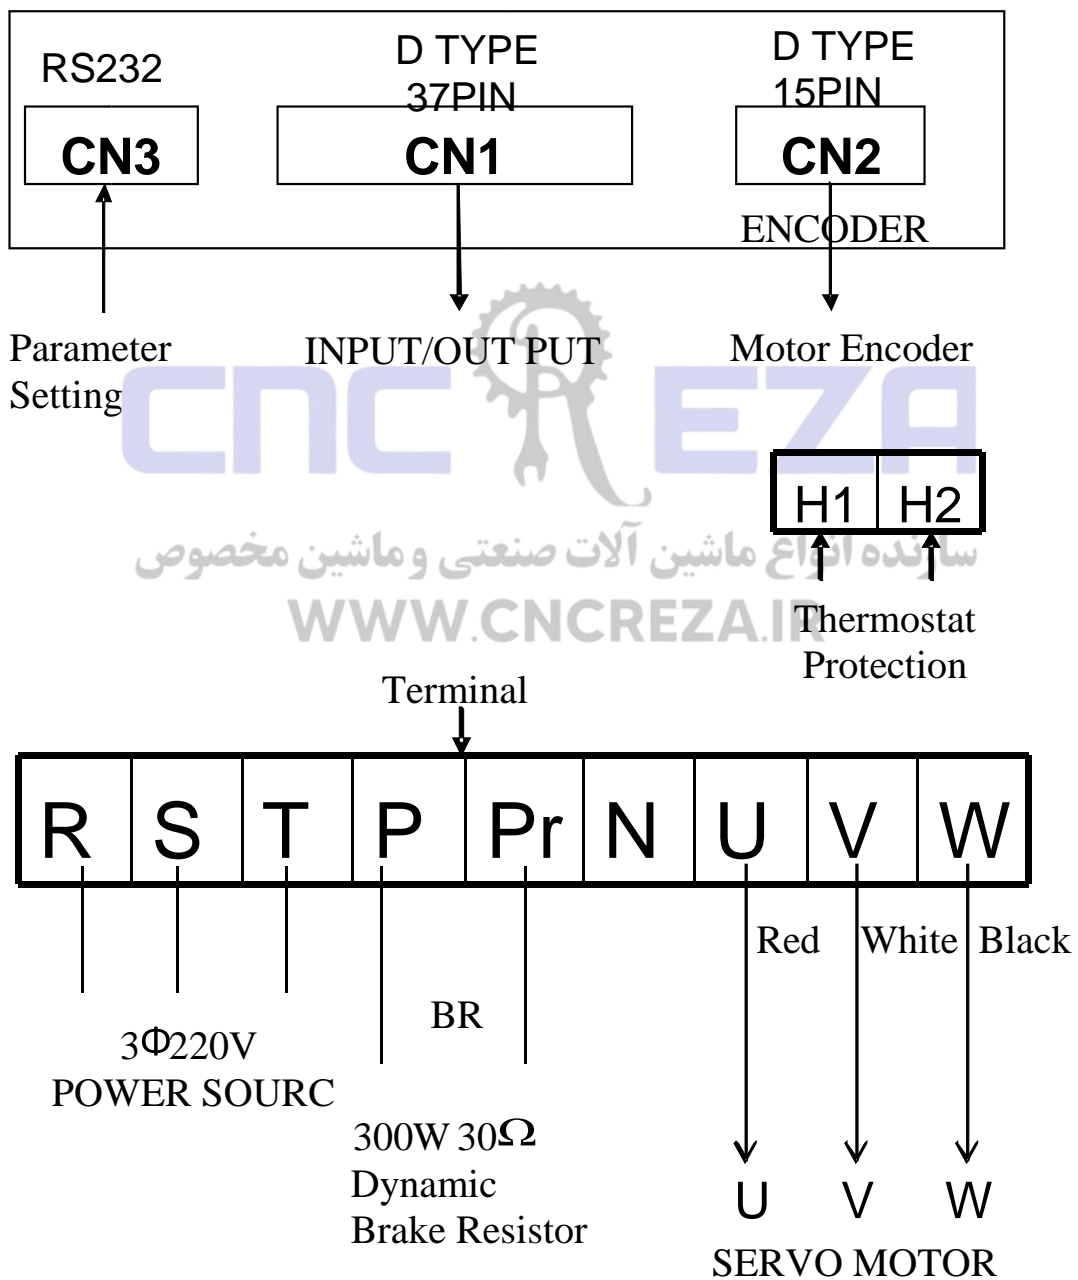 RS232
D TYPE
37PIN
D TYPE
15PIN
CN3
CN1
CN2
ENCODER
Parameter
Setting
INPUT/OUT PUT
Motor Encoder
CNC REZA
H1 H2
سازنده انواع ماشین آلات صنعتی و ماشین مخصوص
WWW.CNCREZA.IR
Thermostat
Protection
Terminal
R S T P Pr N U V W
Red White Black
BR
3Φ220V
POWER SOURC
300W 30Ω
Dynamic
Brake Resistor
U V W
SERVO MOTOR